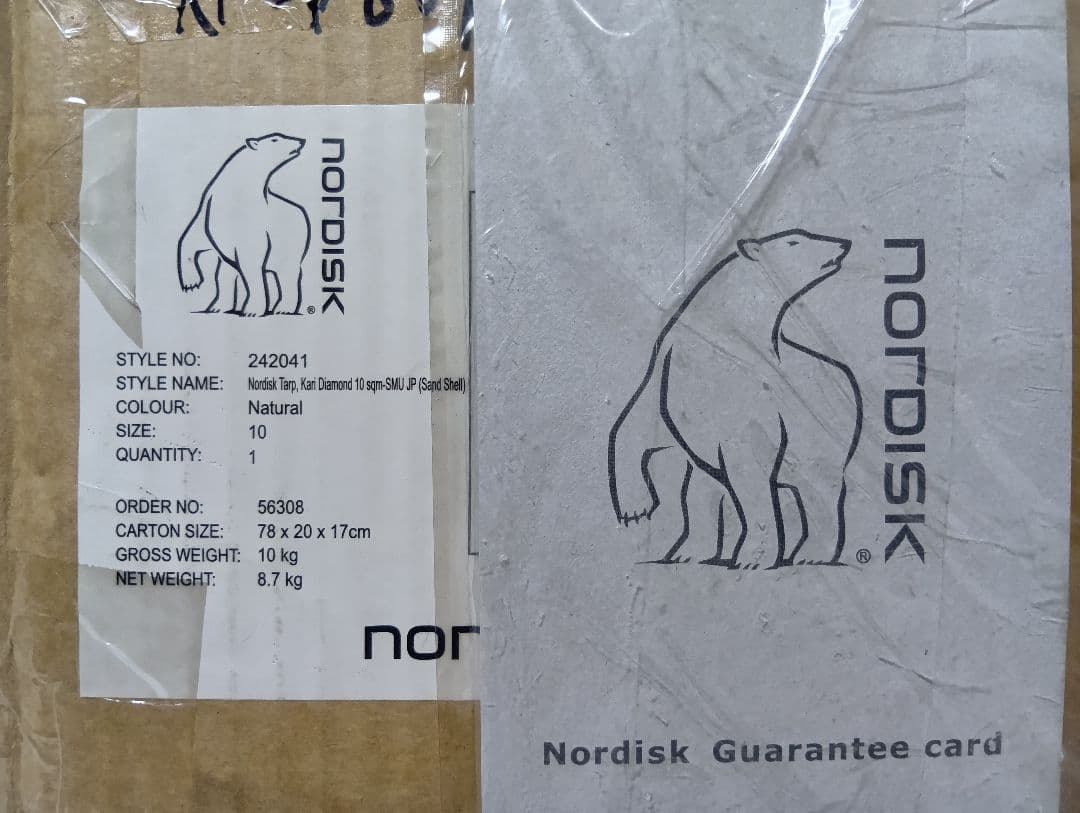 nordisk
®
STYLE NO: 242041
STYLE NAME: Nordisk Tarp, Kari Diamond 10 sqm-SMU JP (Sand Shell)
COLOUR: Natural
SIZE: 10
QUANTITY: 1
ORDER NO: 56308
CARTON SIZE: 78 x 20 x 17cm
GROSS WEIGHT: 10 kg
NET WEIGHT: 8.7 kg
nor
nordisk
®
Nordisk Guarantee card